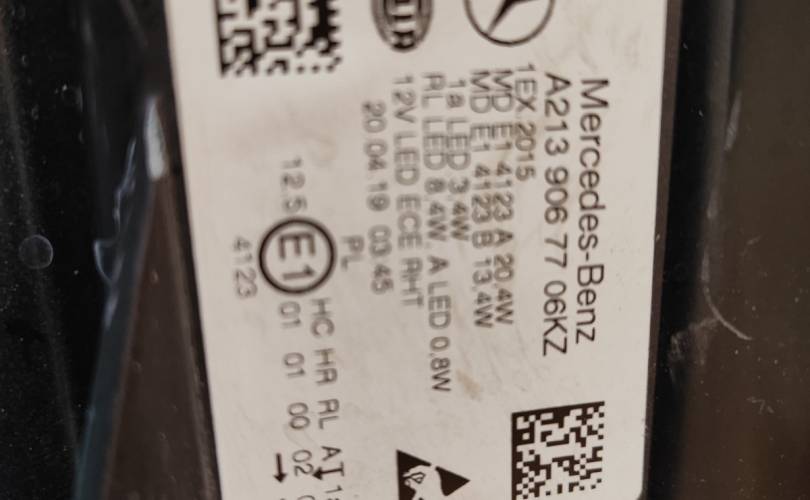 Mercedes-Benz
A213 906 77 06KZ
1EX.2015
MD E1 4123 A 20,4W
MD E1 4123 B 13,4W
1a LED 3,4W
RL LED 8,4W, A LED 0,8W
12V LED ECE RHT
20 04 19 03:45
PL
HC HR RL AI
12.5 E1 01 01 00 02
4123